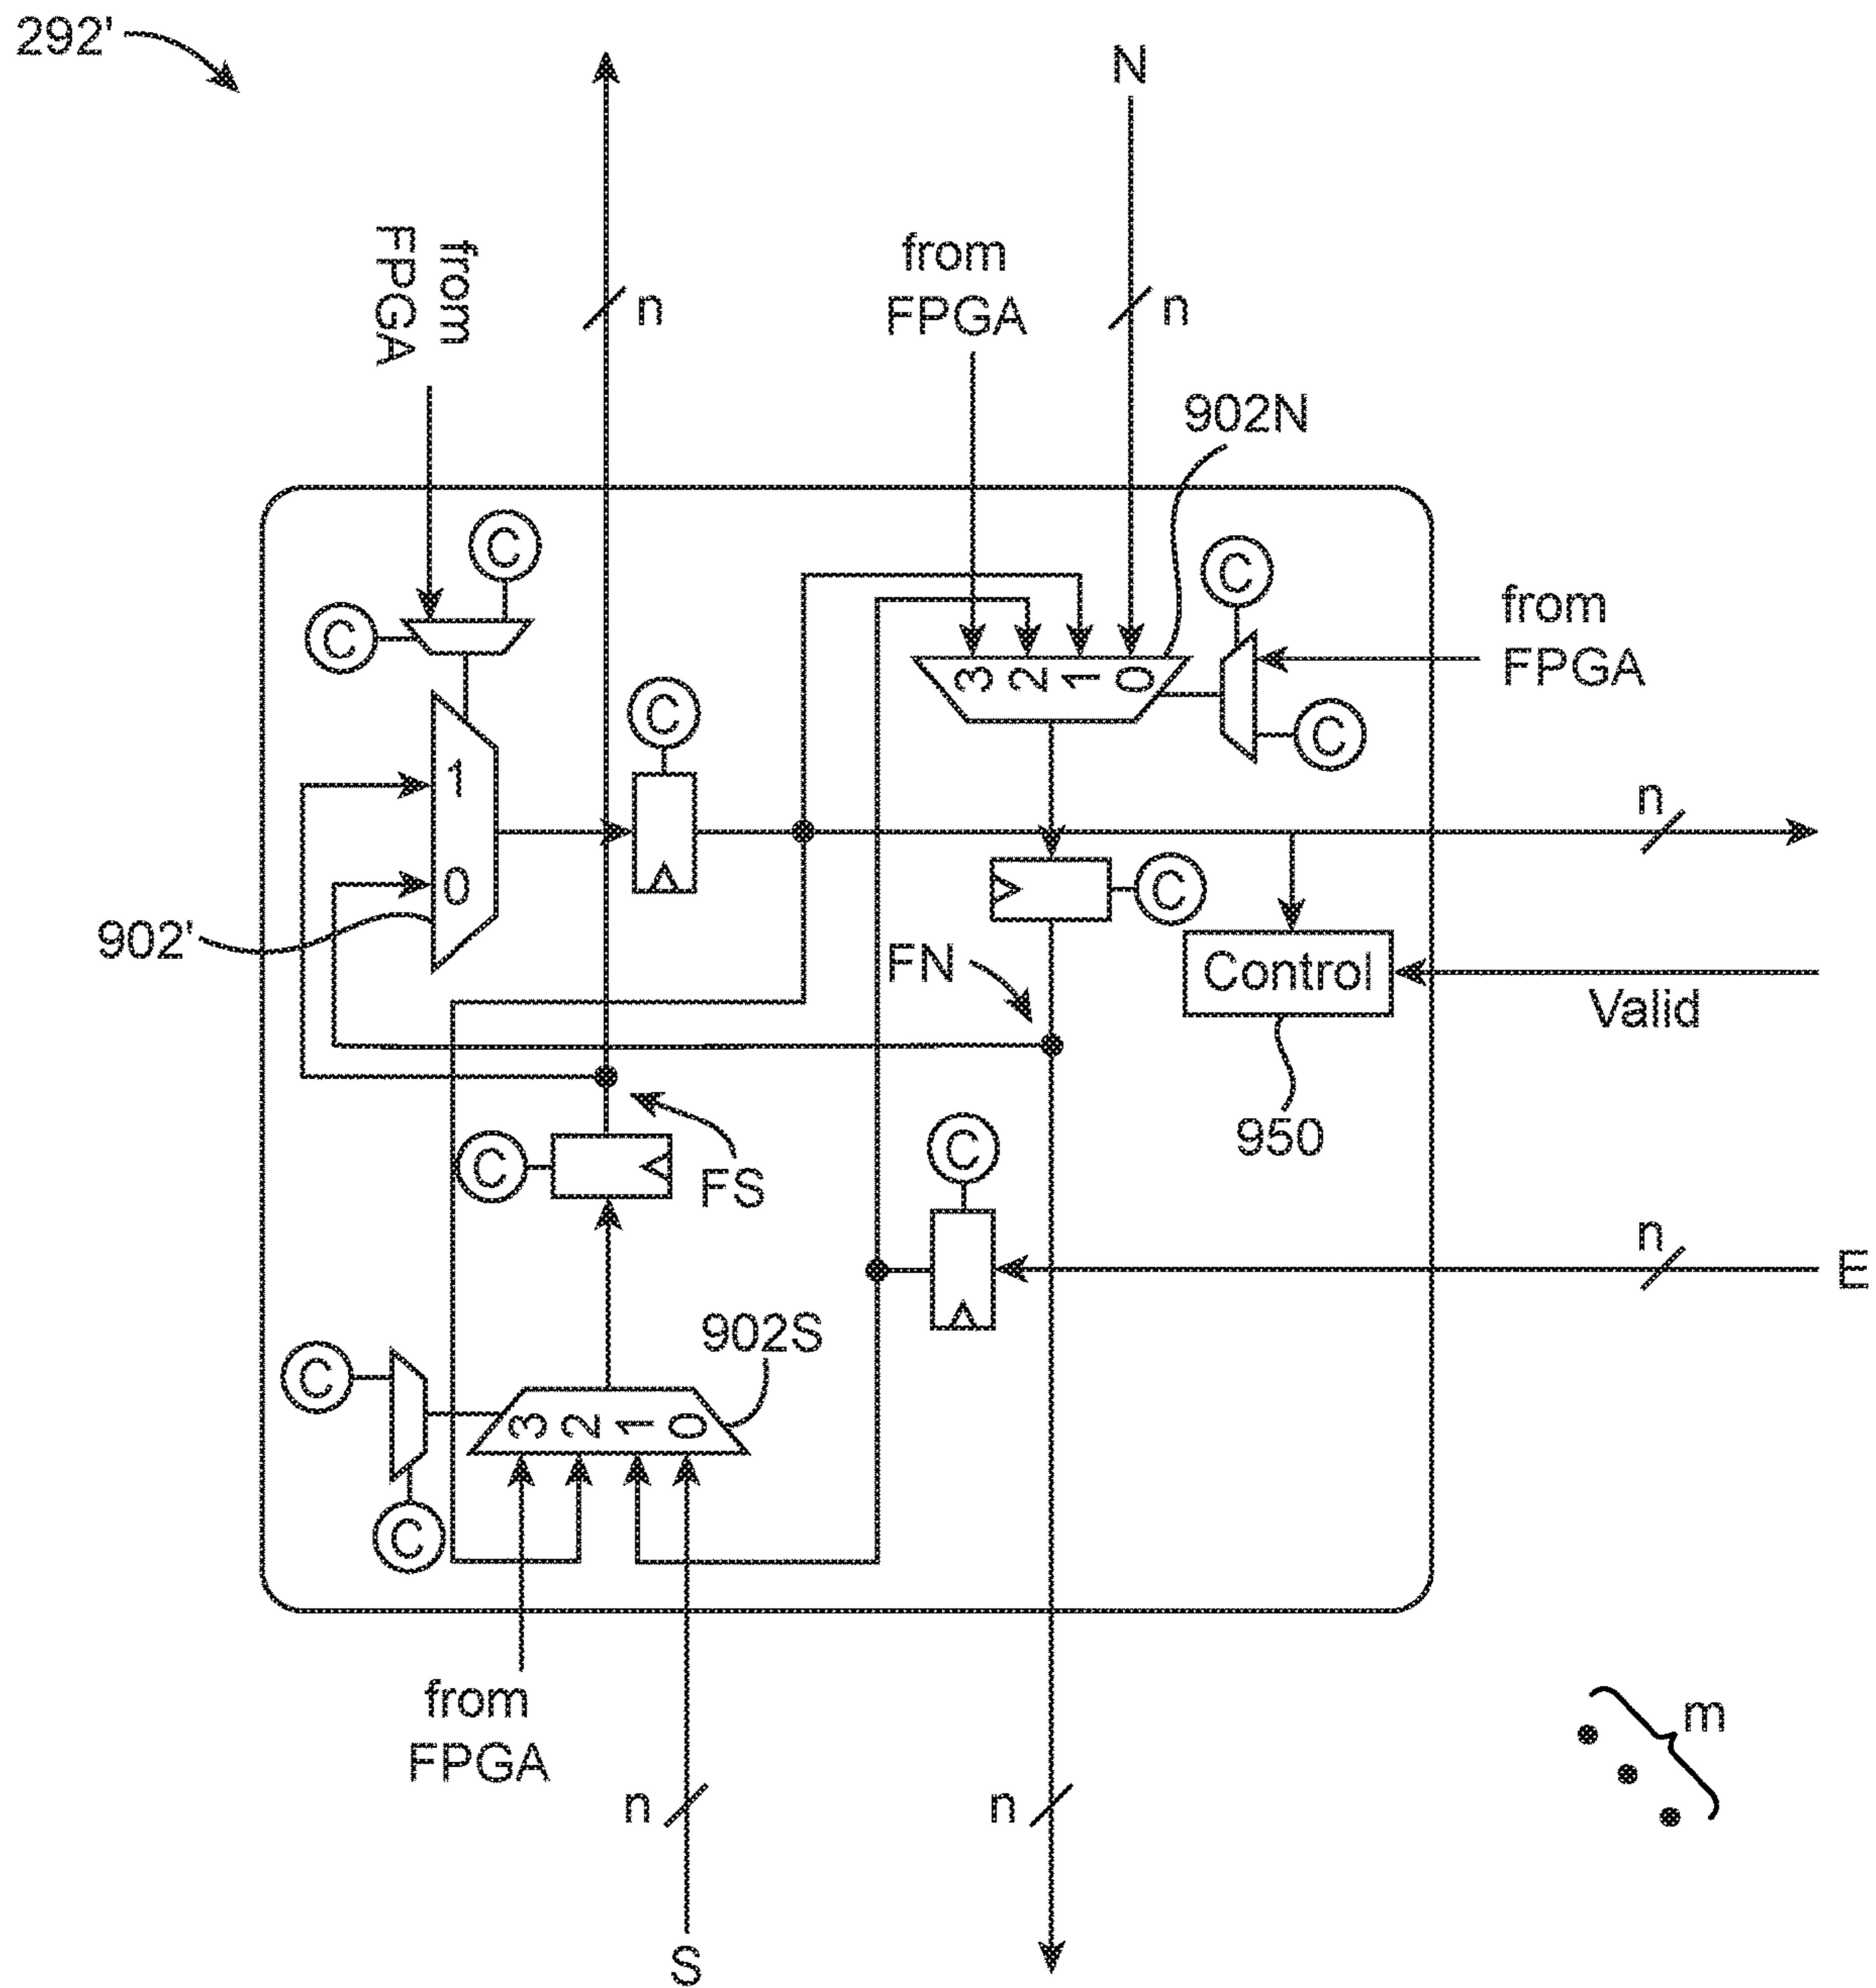 292'
N
from
FPGA
n
from
FPGA
n
902N
C
C
C
from
FPGA
C
3 2 1 0
C
1
n
0
C
902'
FN
Control
Valid
950
C
C
FS
n
E
902S
C
3 2 1 0
C
from
FPGA
m
n
n
S